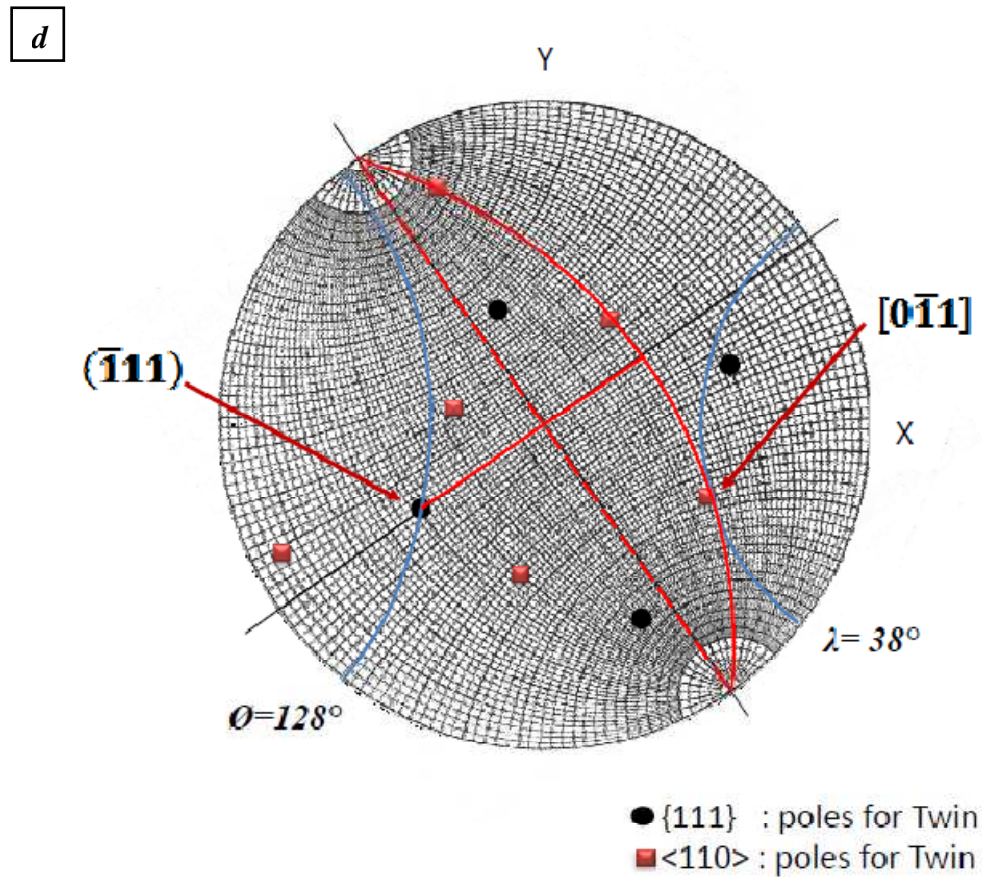 d
Y
[01̅1]
(1̅11)
X
λ= 38°
Ø=128°
{111} : poles for Twin
<110> : poles for Twin